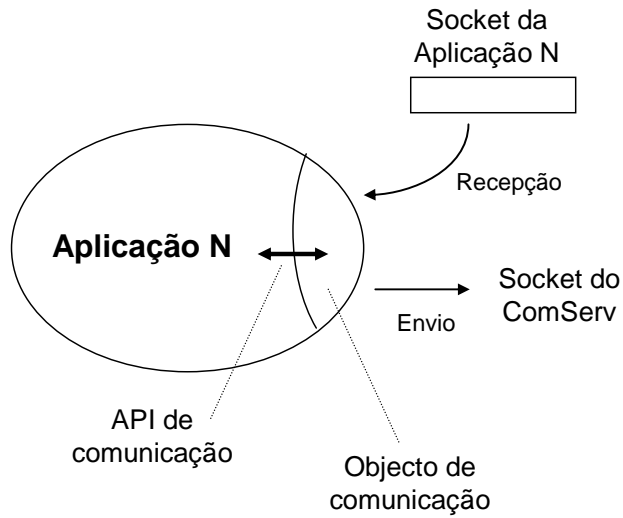 Socket da
Aplicação N
Recepção
Aplicação N
Socket do
ComServ
Envio
API de
comunicação
Objecto de
comunicação